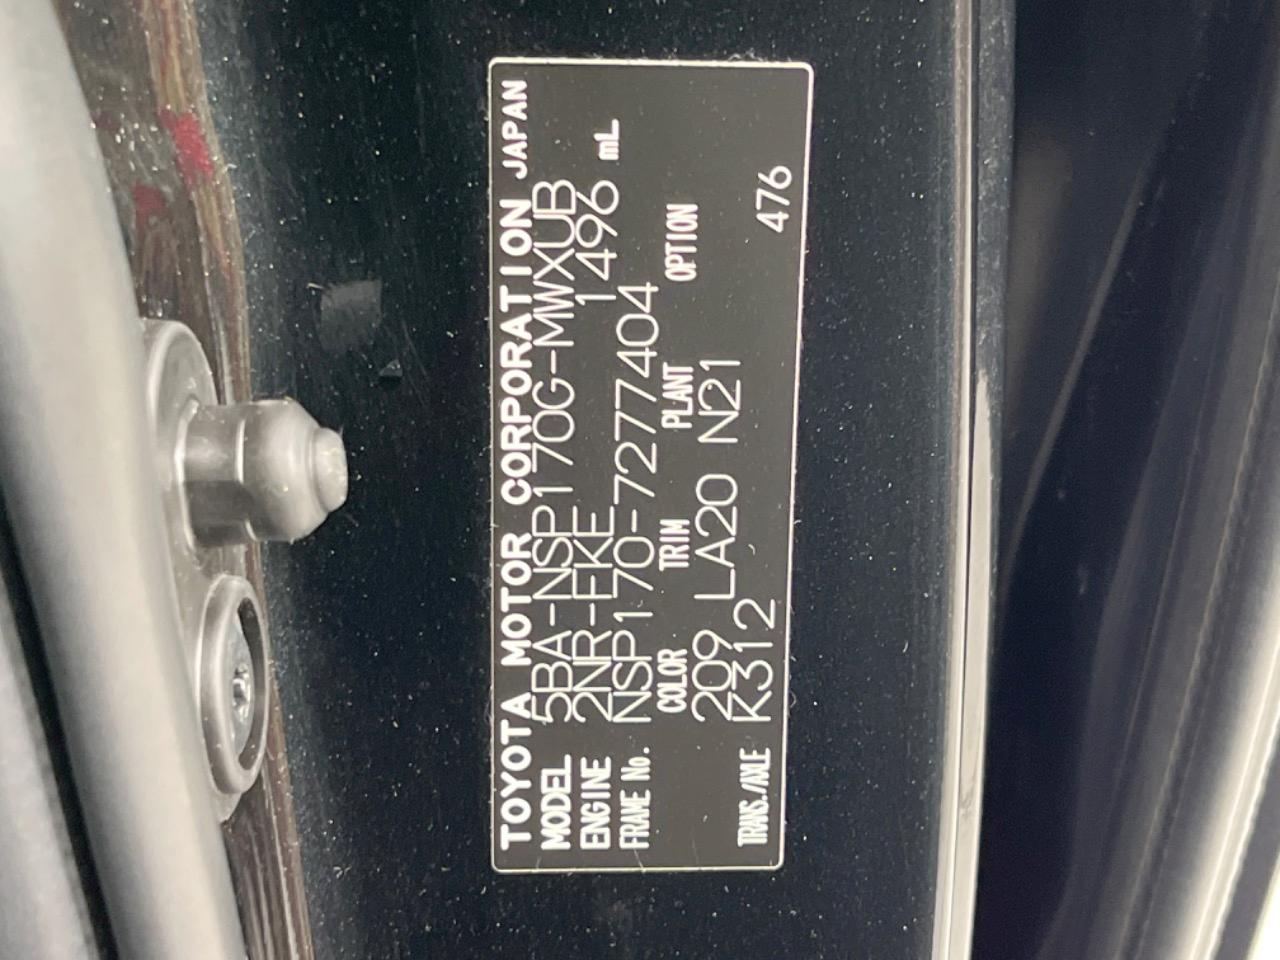 TOYOTA MOTOR CORPORATION JAPAN
MODEL 5BA-NSP170G-MWXUB
ENGINE 2NR-FKE 1496 mL
FRAME No. NSP170-7277404
COLOR TRIM PLANT OPTION
209 LA20 N21
TRANS./AXLE K312 476